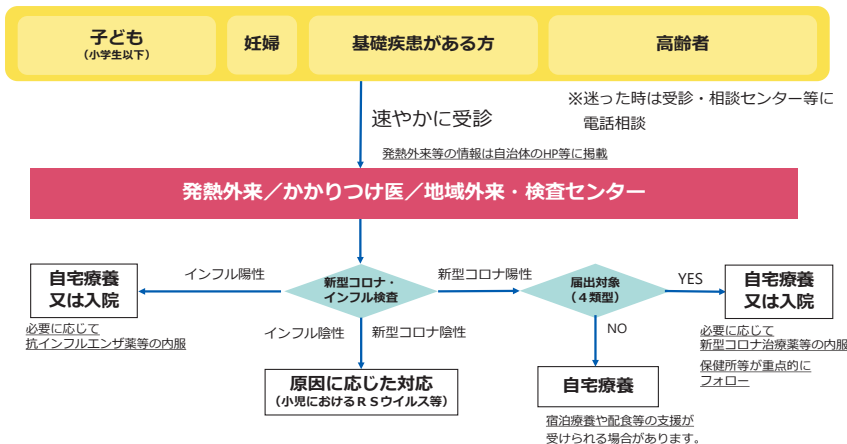 子ども
(小学生以下)
妊婦
基礎疾患がある方
高齢者
速やかに受診
※迷った時は受診・相談センター等に
電話相談
発熱外来等の情報は自治体のHP等に掲載
発熱外来／かかりつけ医／地域外来・検査センター
自宅療養
又は入院
インフル陽性
新型コロナ・
インフル検査
新型コロナ陽性
届出対象
(４類型)
YES
自宅療養
又は入院
必要に応じて
抗インフルエンザ薬等の内服
インフル陰性
新型コロナ陰性
NO
必要に応じて
新型コロナ治療薬等の内服
保健所等が重点的に
フォロー
原因に応じた対応
(小児におけるＲＳウイルス等)
自宅療養
宿泊療養や配食等の支援が
受けられる場合があります。